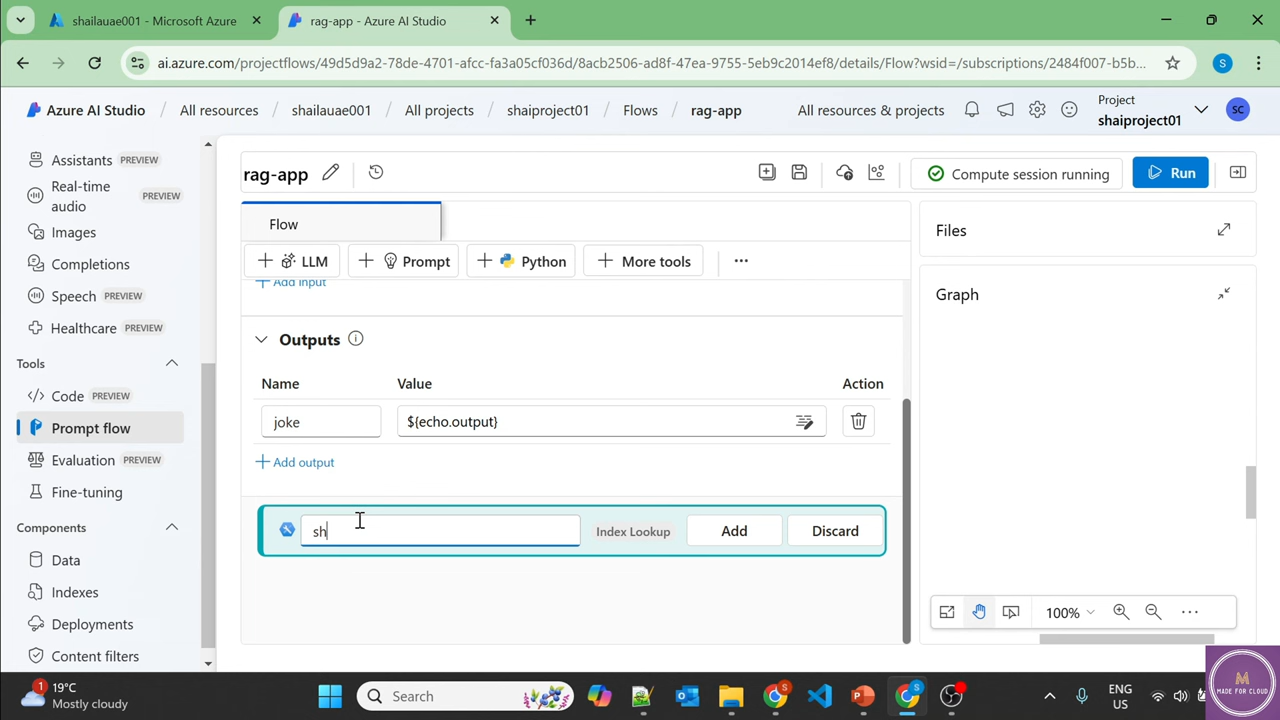 shailauae001 - Microsoft Azure
rag-app - Azure AI Studio
ai.azure.com/projectflows/49d5d9a2-78de-4701-afcc-fa3a05cf036d/8acb2506-ad8f-47ea-9755-5eb9c2014ef8/details/Flow?wsid=/subscriptions/2484f007-b5b...
S
Azure AI Studio / All resources / shailauae001 / All projects / shaiproject01 / Flows / rag-app
All resources & projects
Project
shaiproject01
SC
Assistants PREVIEW
Real-time audio PREVIEW
Images
Completions
Speech PREVIEW
Healthcare PREVIEW
Tools
Code PREVIEW
Prompt flow
Evaluation PREVIEW
Fine-tuning
Components
Data
Indexes
Deployments
Content filters
rag-app
Compute session running
Run
Flow
LLM
Prompt
Python
More tools
Add input
Outputs
Name Value Action
joke ${echo.output}
Add output
sh
Index Lookup
Add
Discard
Files
Graph
100%
1
19°C
Mostly cloudy
Search
ENG
US
M
MADE FOR CLOUD